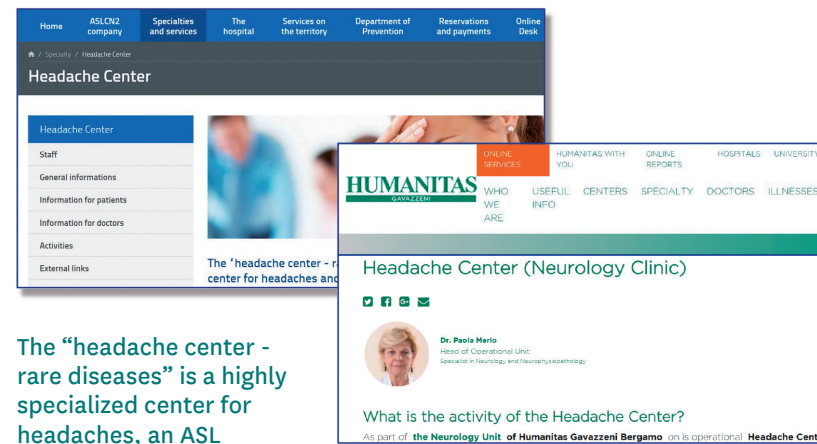 Home
ASLCN2 company
Specialties and services
The hospital
Services on the territory
Department of Prevention
Reservations and payments
Online Desk
/ Specialty / Headache Center
Headache Center
Headache Center
Staff
General informations
Information for patients
Information for doctors
Activities
External links
The 'headache center - r
center for headaches and
HUMANITAS
GAVAZZENI
ONLINE SERVICES
HUMANITAS WITH YOU
ONLINE REPORTS
HOSPITALS
UNIVERSITY
WHO WE ARE
USEFUL INFO
CENTERS
SPECIALTY
DOCTORS
ILLNESSES
Headache Center (Neurology Clinic)
Dr. Paola Merlo
Head of Operational Unit
Specialist in Neurology and Neurophysiopathology
What is the activity of the Headache Center?
As part of the Neurology Unit of Humanitas Gavazzeni Bergamo on is operational Headache Cent
The “headache center -
rare diseases” is a highly
specialized center for
headaches, an ASL